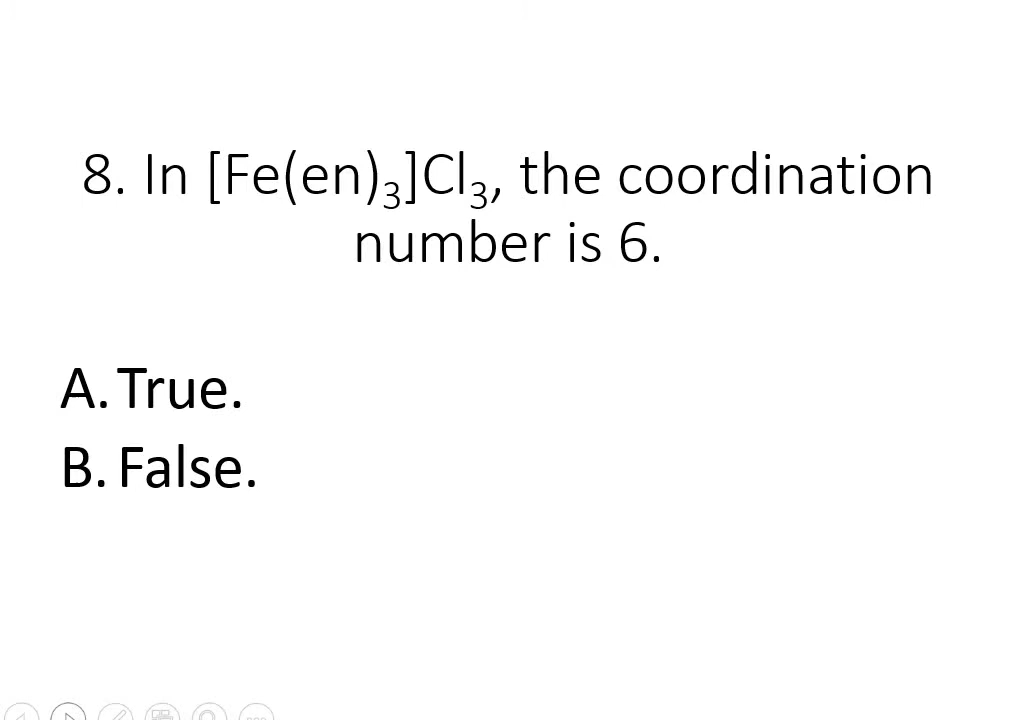 8. In [Fe(en)₃]Cl₃, the coordination
number is 6.
A. True.
B. False.